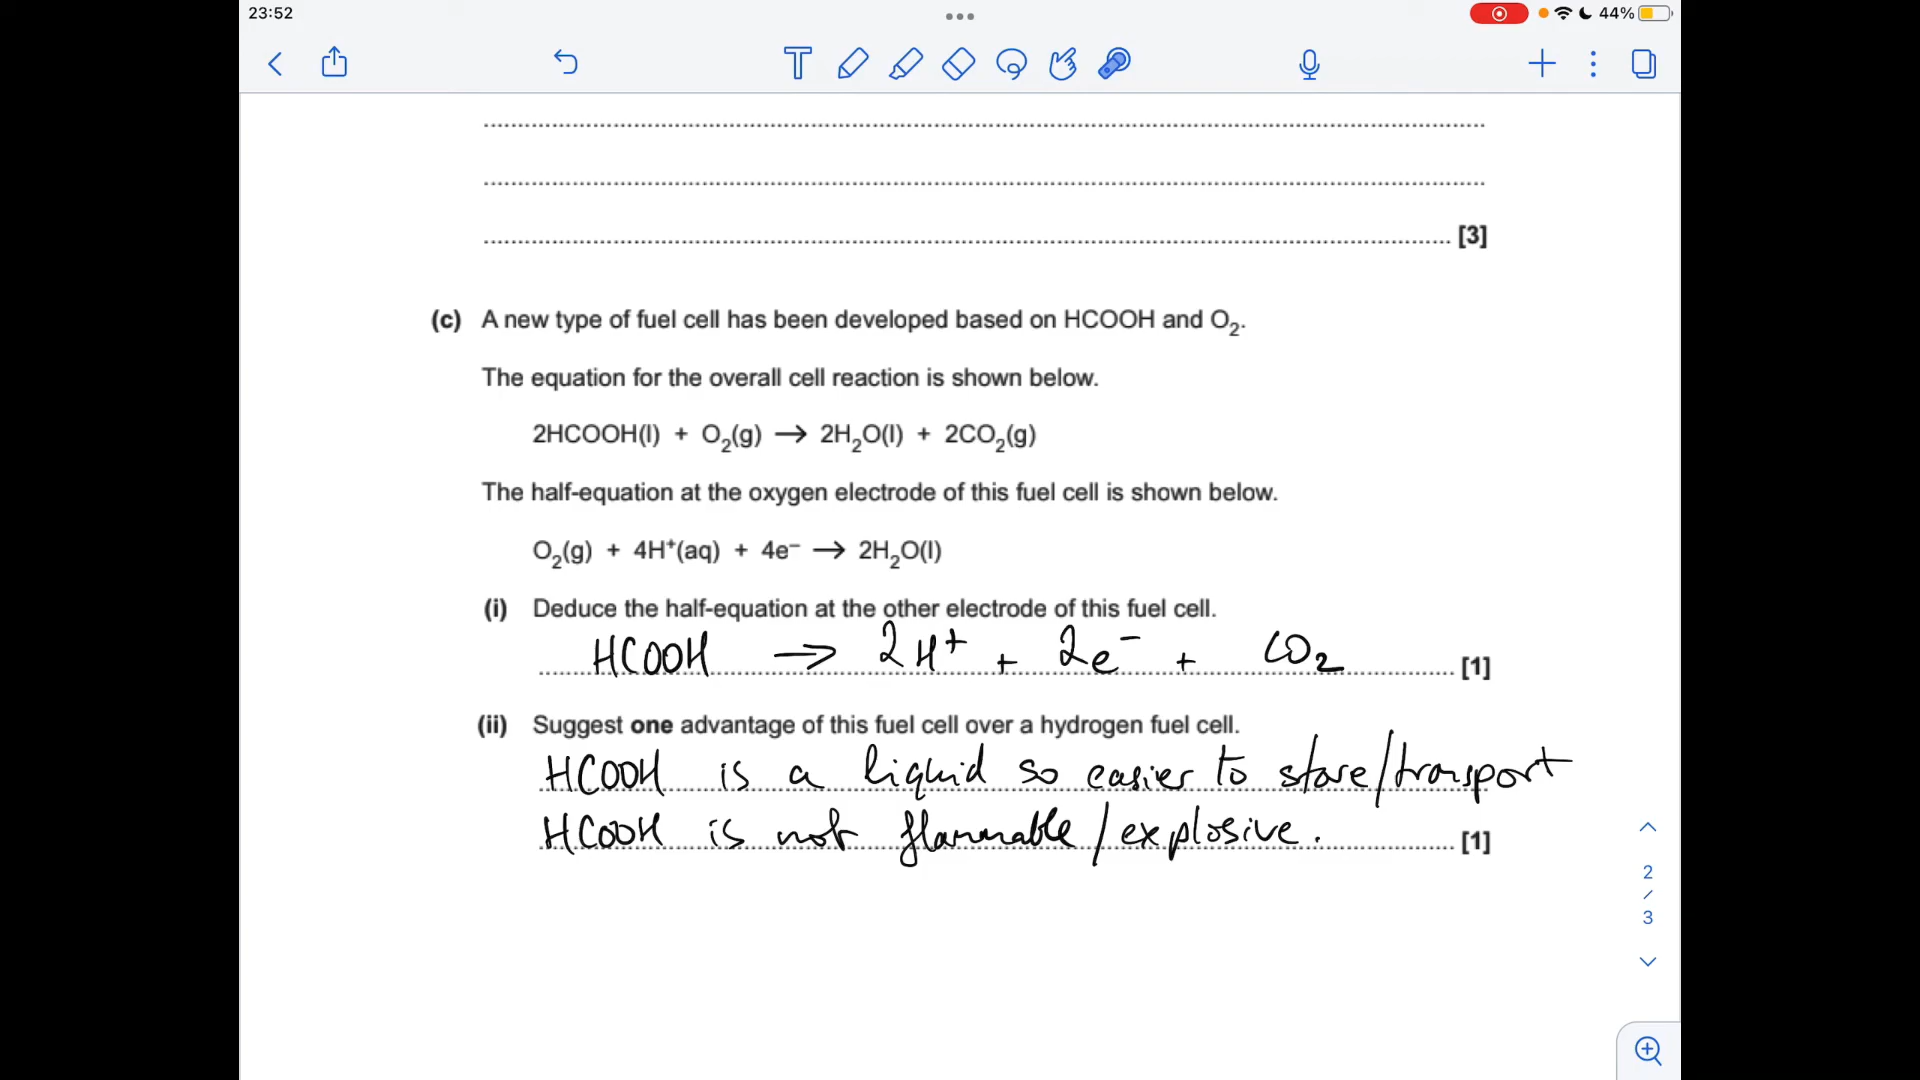 23:52
44%
[3]
(c) A new type of fuel cell has been developed based on HCOOH and O₂.
The equation for the overall cell reaction is shown below.
2HCOOH(l) + O₂(g) → 2H₂O(l) + 2CO₂(g)
The half-equation at the oxygen electrode of this fuel cell is shown below.
O₂(g) + 4H⁺(aq) + 4e⁻ → 2H₂O(l)
(i) Deduce the half-equation at the other electrode of this fuel cell.
HCOOH → 2H⁺ + 2e⁻ + CO₂ [1]
(ii) Suggest one advantage of this fuel cell over a hydrogen fuel cell.
HCOOH is a liquid so easier to store/transport
HCOOH is not flammable/explosive. [1]
2
/
3